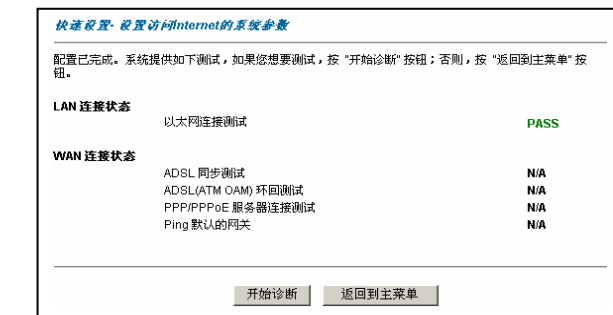 快速设置- 设置访问Internet的系统参数
配置已完成。系统提供如下测试，如果您想要测试，按 "开始诊断" 按钮；否则，按 "返回到主菜单" 按
钮。
LAN 连接状态
以太网连接测试 PASS
WAN 连接状态
ADSL 同步测试 N/A
ADSL(ATM OAM) 环回测试 N/A
PPP/PPPoE 服务器连接测试 N/A
Ping 默认的网关 N/A
开始诊断 返回到主菜单